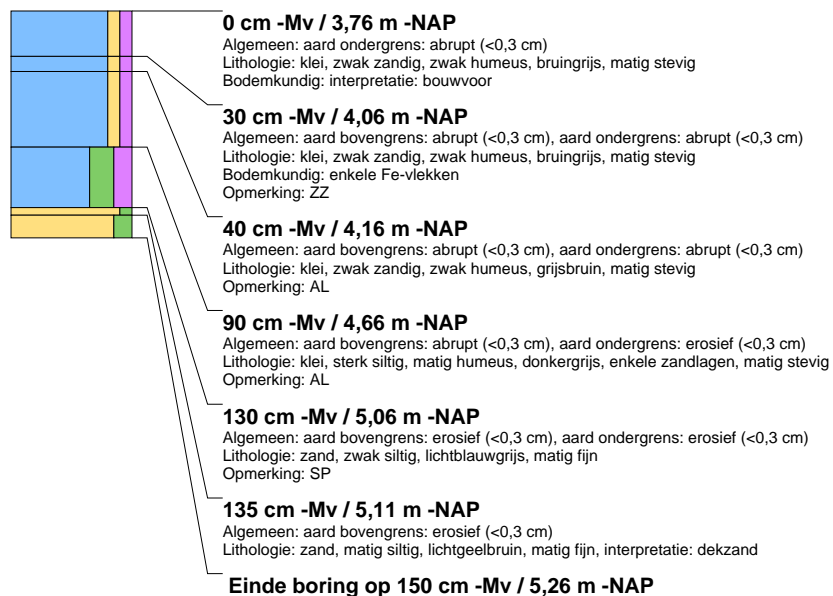 0 cm -Mv / 3,76 m -NAP
Algemeen: aard ondergrens: abrupt (<0,3 cm)
Lithologie: klei, zwak zandig, zwak humeus, bruingrijs, matig stevig
Bodemkundig: interpretatie: bouwvoor
30 cm -Mv / 4,06 m -NAP
Algemeen: aard bovengrens: abrupt (<0,3 cm), aard ondergrens: abrupt (<0,3 cm)
Lithologie: klei, zwak zandig, zwak humeus, bruingrijs, matig stevig
Bodemkundig: enkele Fe-vlekken
Opmerking: ZZ
40 cm -Mv / 4,16 m -NAP
Algemeen: aard bovengrens: abrupt (<0,3 cm), aard ondergrens: abrupt (<0,3 cm)
Lithologie: klei, zwak zandig, zwak humeus, grijsbruin, matig stevig
Opmerking: AL
90 cm -Mv / 4,66 m -NAP
Algemeen: aard bovengrens: abrupt (<0,3 cm), aard ondergrens: erosief (<0,3 cm)
Lithologie: klei, sterk siltig, matig humeus, donkergrijs, enkele zandlagen, matig stevig
Opmerking: AL
130 cm -Mv / 5,06 m -NAP
Algemeen: aard bovengrens: erosief (<0,3 cm), aard ondergrens: erosief (<0,3 cm)
Lithologie: zand, zwak siltig, lichtblauwgrijs, matig fijn
Opmerking: SP
135 cm -Mv / 5,11 m -NAP
Algemeen: aard bovengrens: erosief (<0,3 cm)
Lithologie: zand, matig siltig, lichtgeelbruin, matig fijn, interpretatie: dekzand
Einde boring op 150 cm -Mv / 5,26 m -NAP